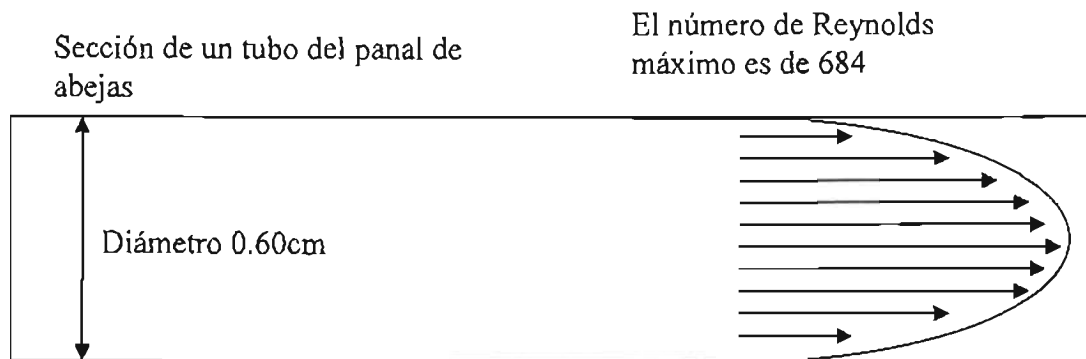 Sección de un tubo del panal de
abejas
El número de Reynolds
máximo es de 684
Diámetro 0.60cm